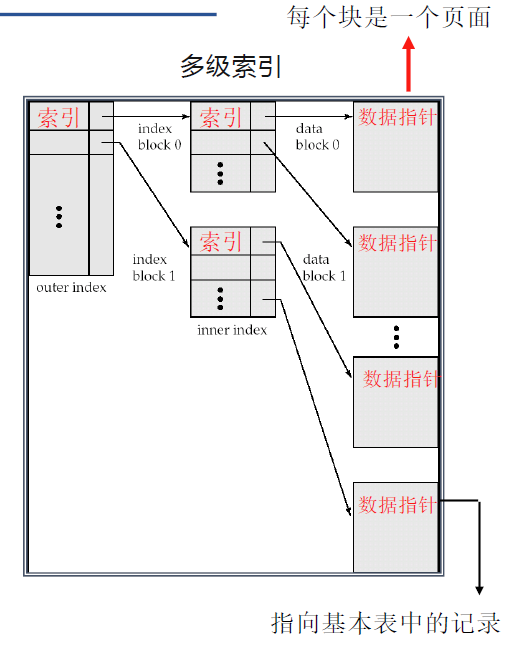 每个块是一个页面
多级索引
索引
索引
数据指针
index
block 0
data
block 0
索引
数据指针
index
block 1
data
block 1
outer index
inner index
数据指针
数据指针
指向基本表中的记录